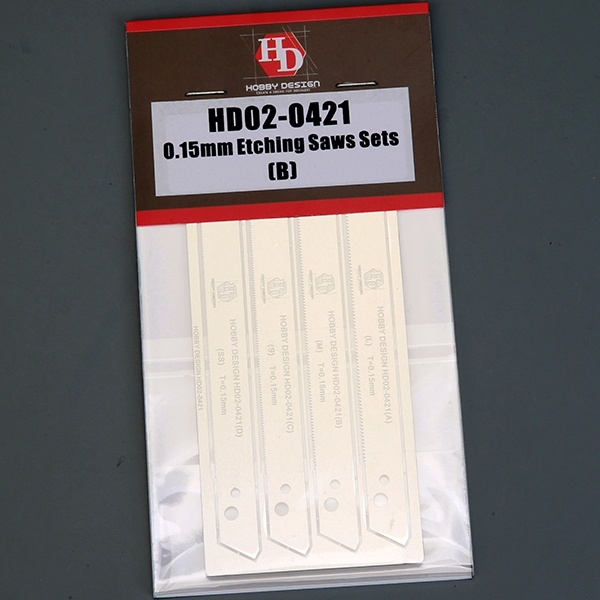 HD
HOBBY DESIGN
HD02-0421
0.15mm Etching Saws Sets
(B)
HOBBY DESIGN HD02-0421
HOBBY DESIGN HD02-0421(D)
(SS) T=0.15mm
HOBBY DESIGN HD02-0421(C)
(S) T=0.15mm
HOBBY DESIGN HD02-0421(B)
(M) T=0.15mm
HOBBY DESIGN HD02-0421(A)
(L) T=0.15mm